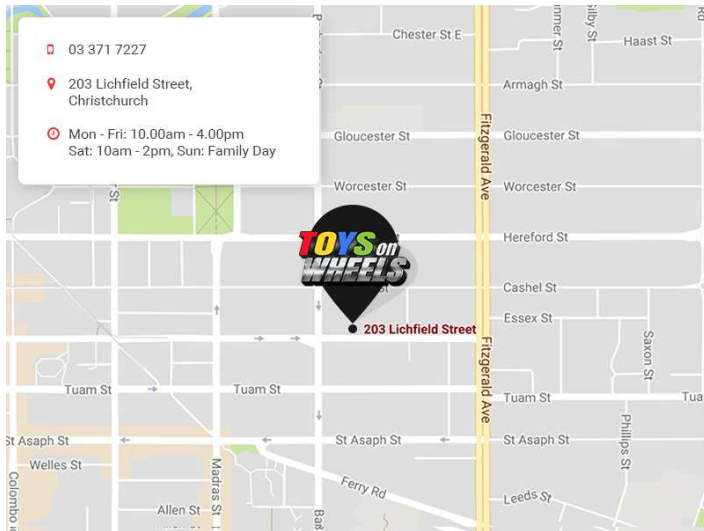 03 371 7227
203 Lichfield Street,
Christchurch
Mon - Fri: 10.00am - 4.00pm
Sat: 10am - 2pm, Sun: Family Day
Chester St E
Haast St
Armagh St
Fitzgerald Ave
Gloucester St
Gloucester St
Worcester St
Worcester St
Hereford St
TOYS on
WHEELS
Cashel St
Essex St
203 Lichfield Street
Fitzgerald Ave
Saxon St
Tuam St
Tuam St
Tuam St
Tua
St Asaph St
St Asaph St
St Asaph St
Phillips St
Welles St
Madras St
Colombo
Ferry Rd
Leeds St
Allen St